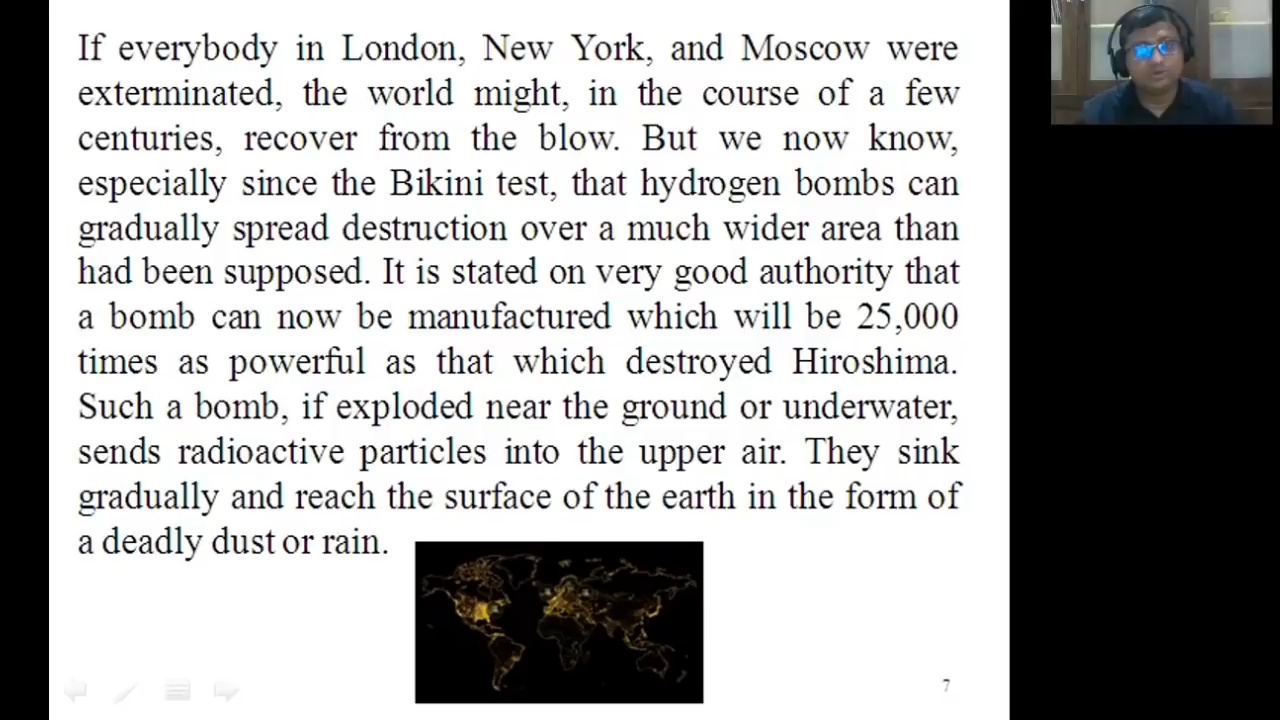 If everybody in London, New York, and Moscow were
exterminated, the world might, in the course of a few
centuries, recover from the blow. But we now know,
especially since the Bikini test, that hydrogen bombs can
gradually spread destruction over a much wider area than
had been supposed. It is stated on very good authority that
a bomb can now be manufactured which will be 25,000
times as powerful as that which destroyed Hiroshima.
Such a bomb, if exploded near the ground or underwater,
sends radioactive particles into the upper air. They sink
gradually and reach the surface of the earth in the form of
a deadly dust or rain.
7